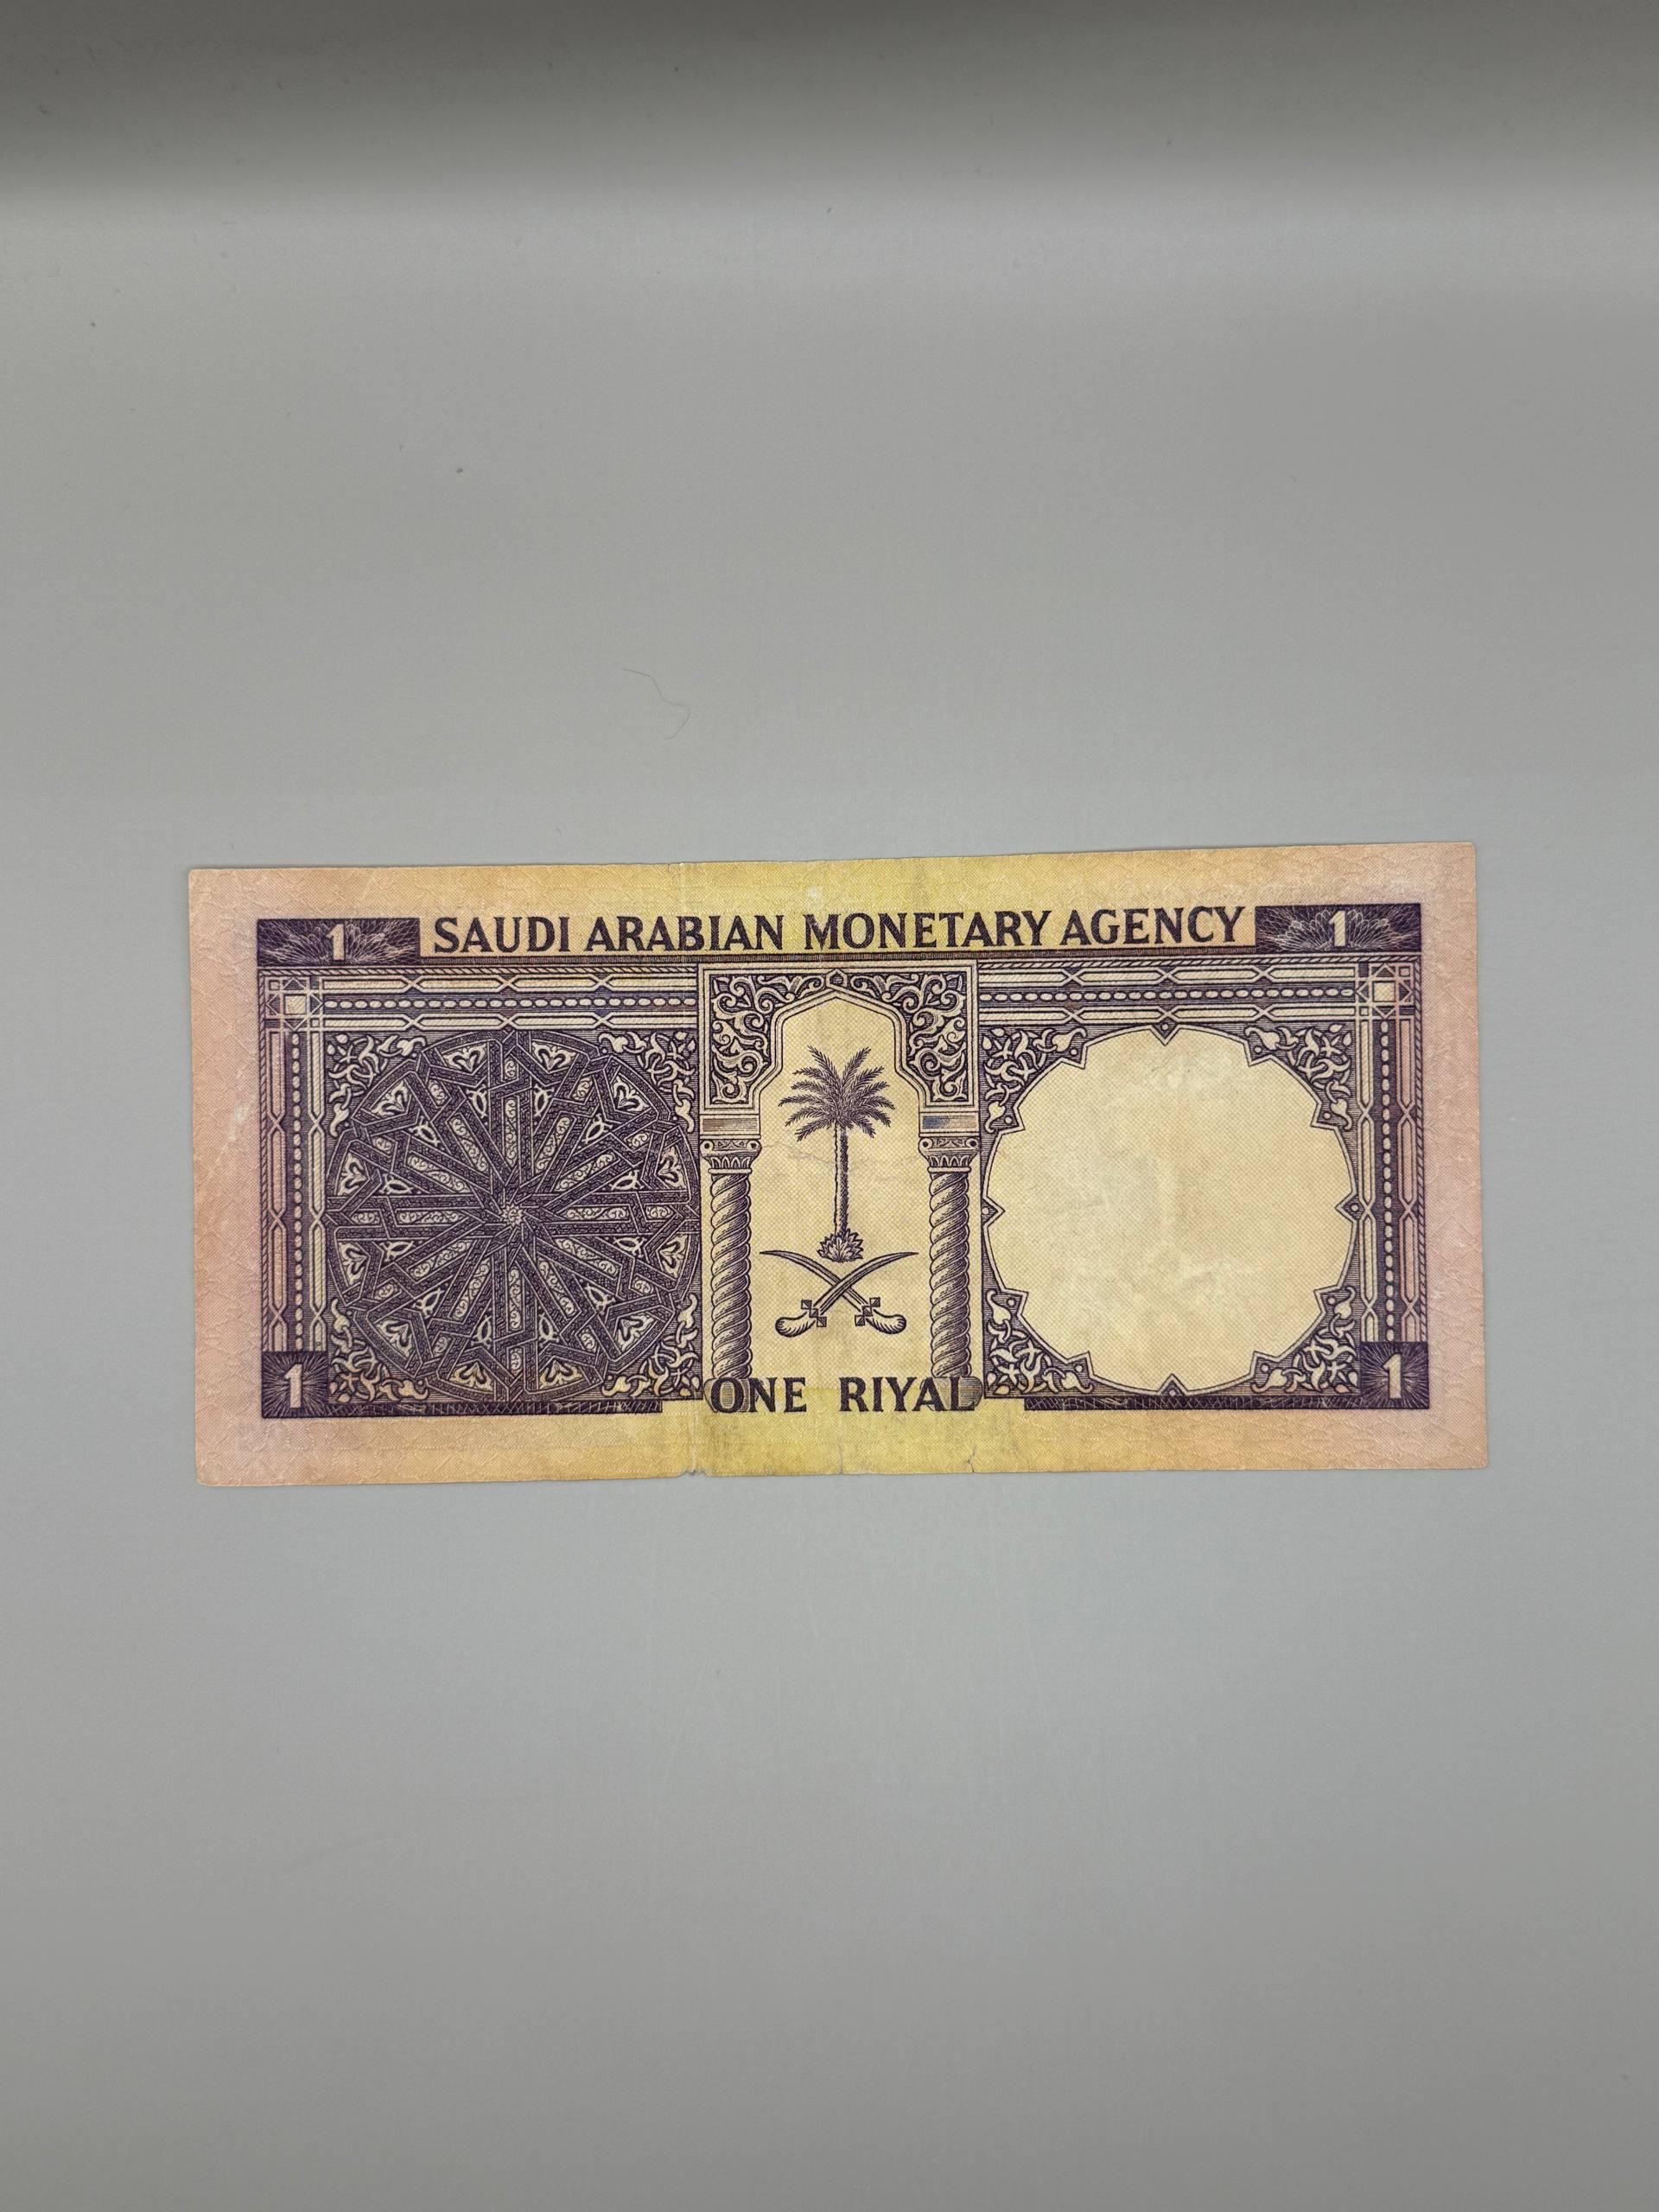 1 SAUDI ARABIAN MONETARY AGENCY 1
1 ONE RIYAL 1